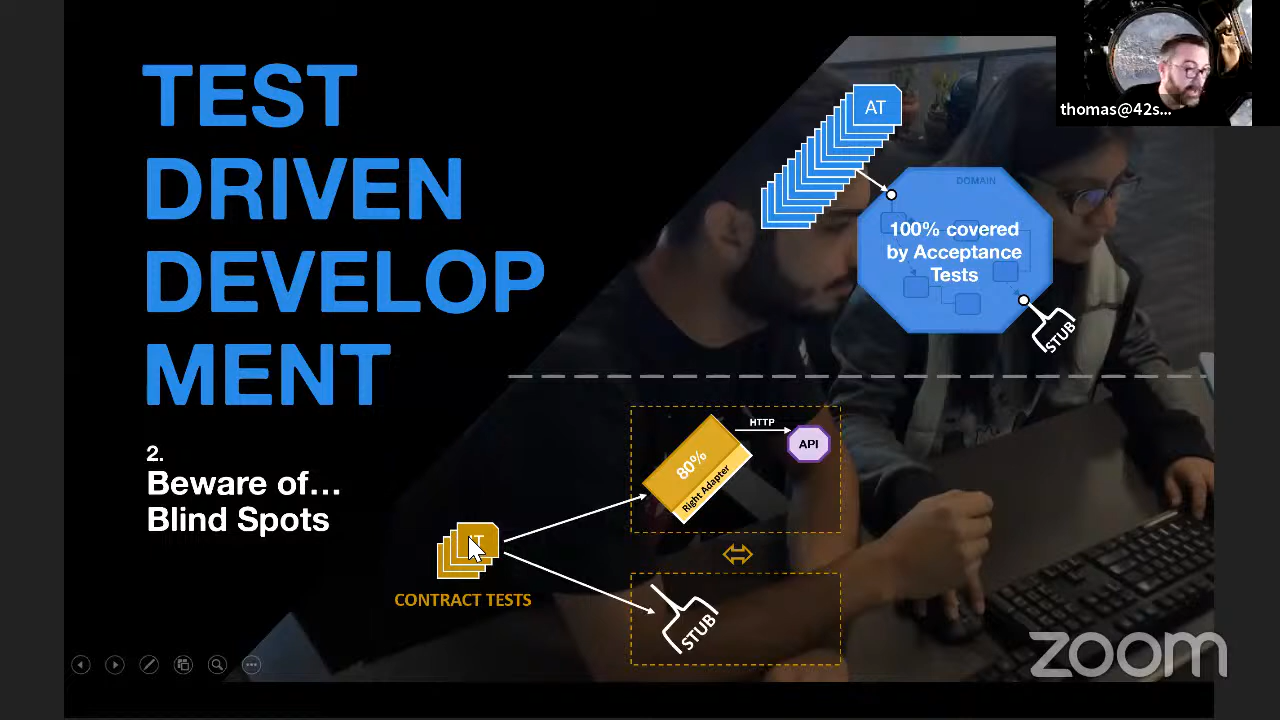 TEST
DRIVEN
DEVELOP
MENT
2.
Beware of...
Blind Spots
AT
DOMAIN
100% covered
by Acceptance
Tests
STUB
HTTP
API
80%
Right Adapter
CONTRACT TESTS
STUB
thomas@42s...
zoom